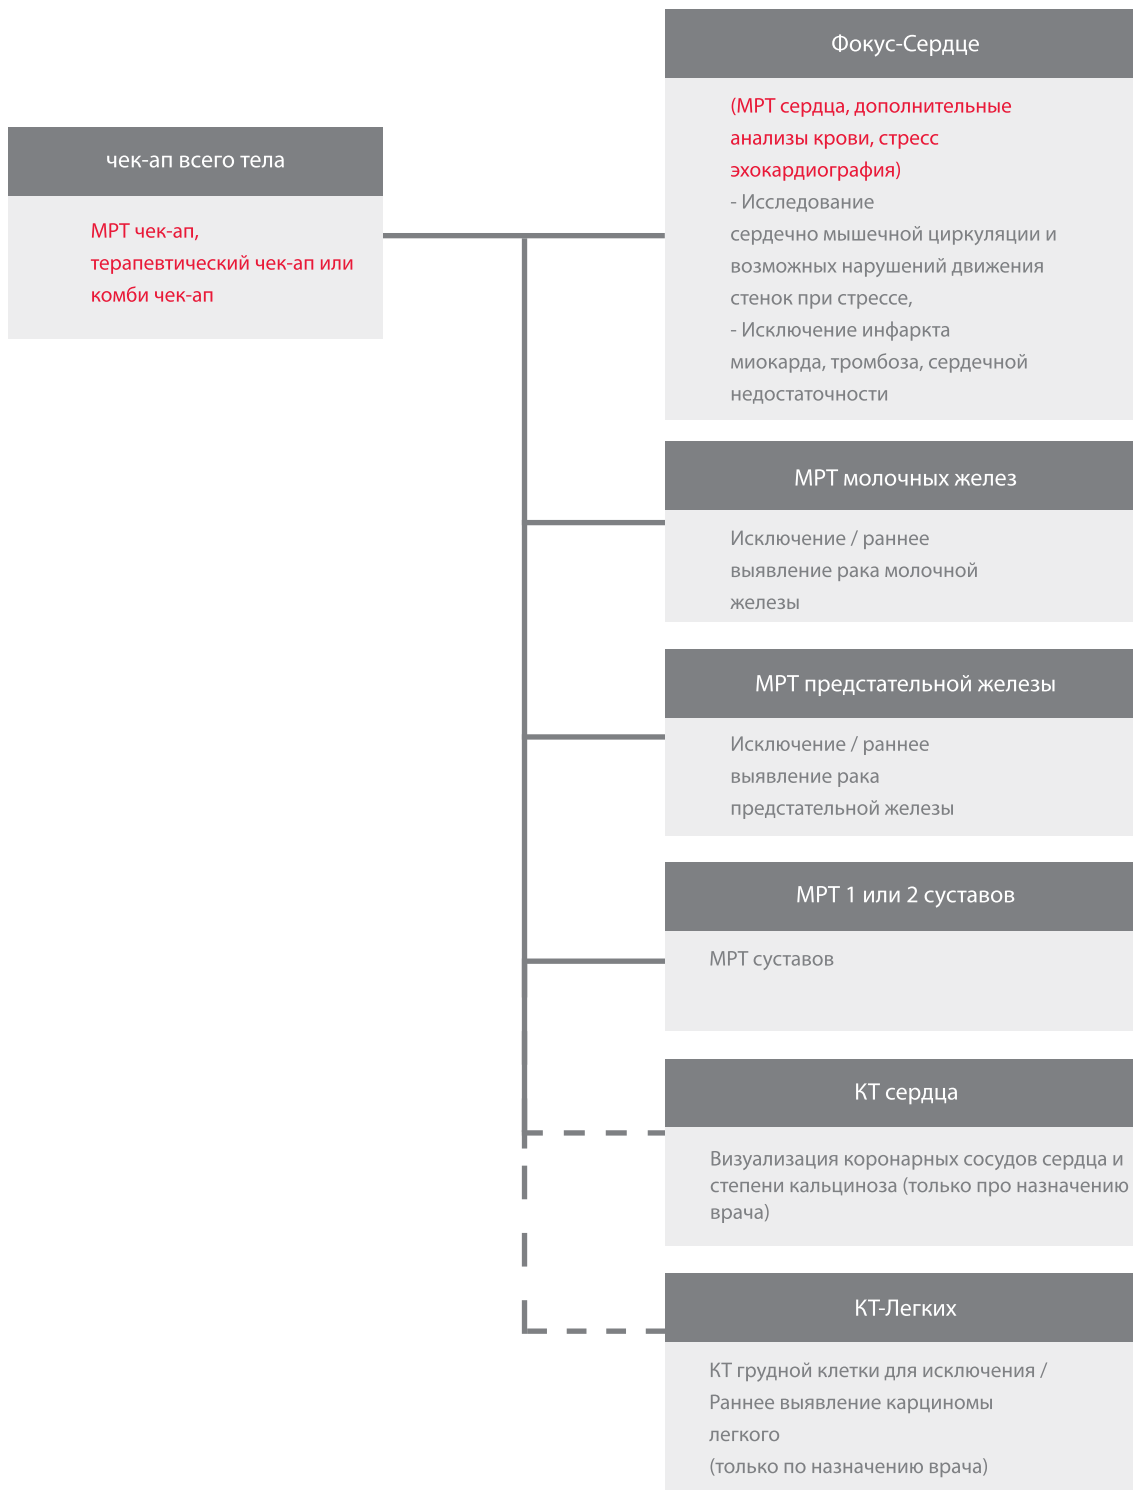 чек-ап всего тела
МРТ чек-ап,
терапевтический чек-ап или
комби чек-ап
Фокус-Сердце
(МРТ сердца, дополнительные
анализы крови, стресс
эхокардиография)
- Исследование
сердечно мышечной циркуляции и
возможных нарушений движения
стенок при стрессе,
- Исключение инфаркта
миокарда, тромбоза, сердечной
недостаточности
МРТ молочных желез
Исключение / раннее
выявление рака молочной
железы
МРТ предстательной железы
Исключение / раннее
выявление рака
предстательной железы
МРТ 1 или 2 суставов
МРТ суставов
КТ сердца
Визуализация коронарных сосудов сердца и
степени кальциноза (только про назначению
врача)
КТ-Легких
КТ грудной клетки для исключения /
Раннее выявление карциномы
легкого
(только по назначению врача)